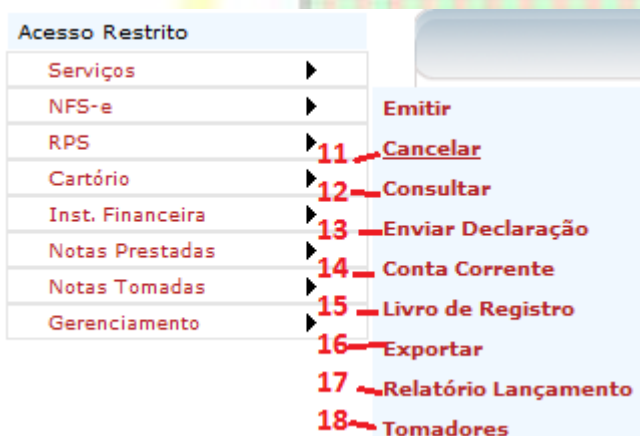 Acesso Restrito
Serviços
NFS-e
RPS
Cartório
Inst. Financeira
Notas Prestadas
Notas Tomadas
Gerenciamento
Emitir
11 Cancelar
12 Consultar
13 Enviar Declaração
14 Conta Corrente
15 Livro de Registro
16 Exportar
17 Relatório Lançamento
18 Tomadores